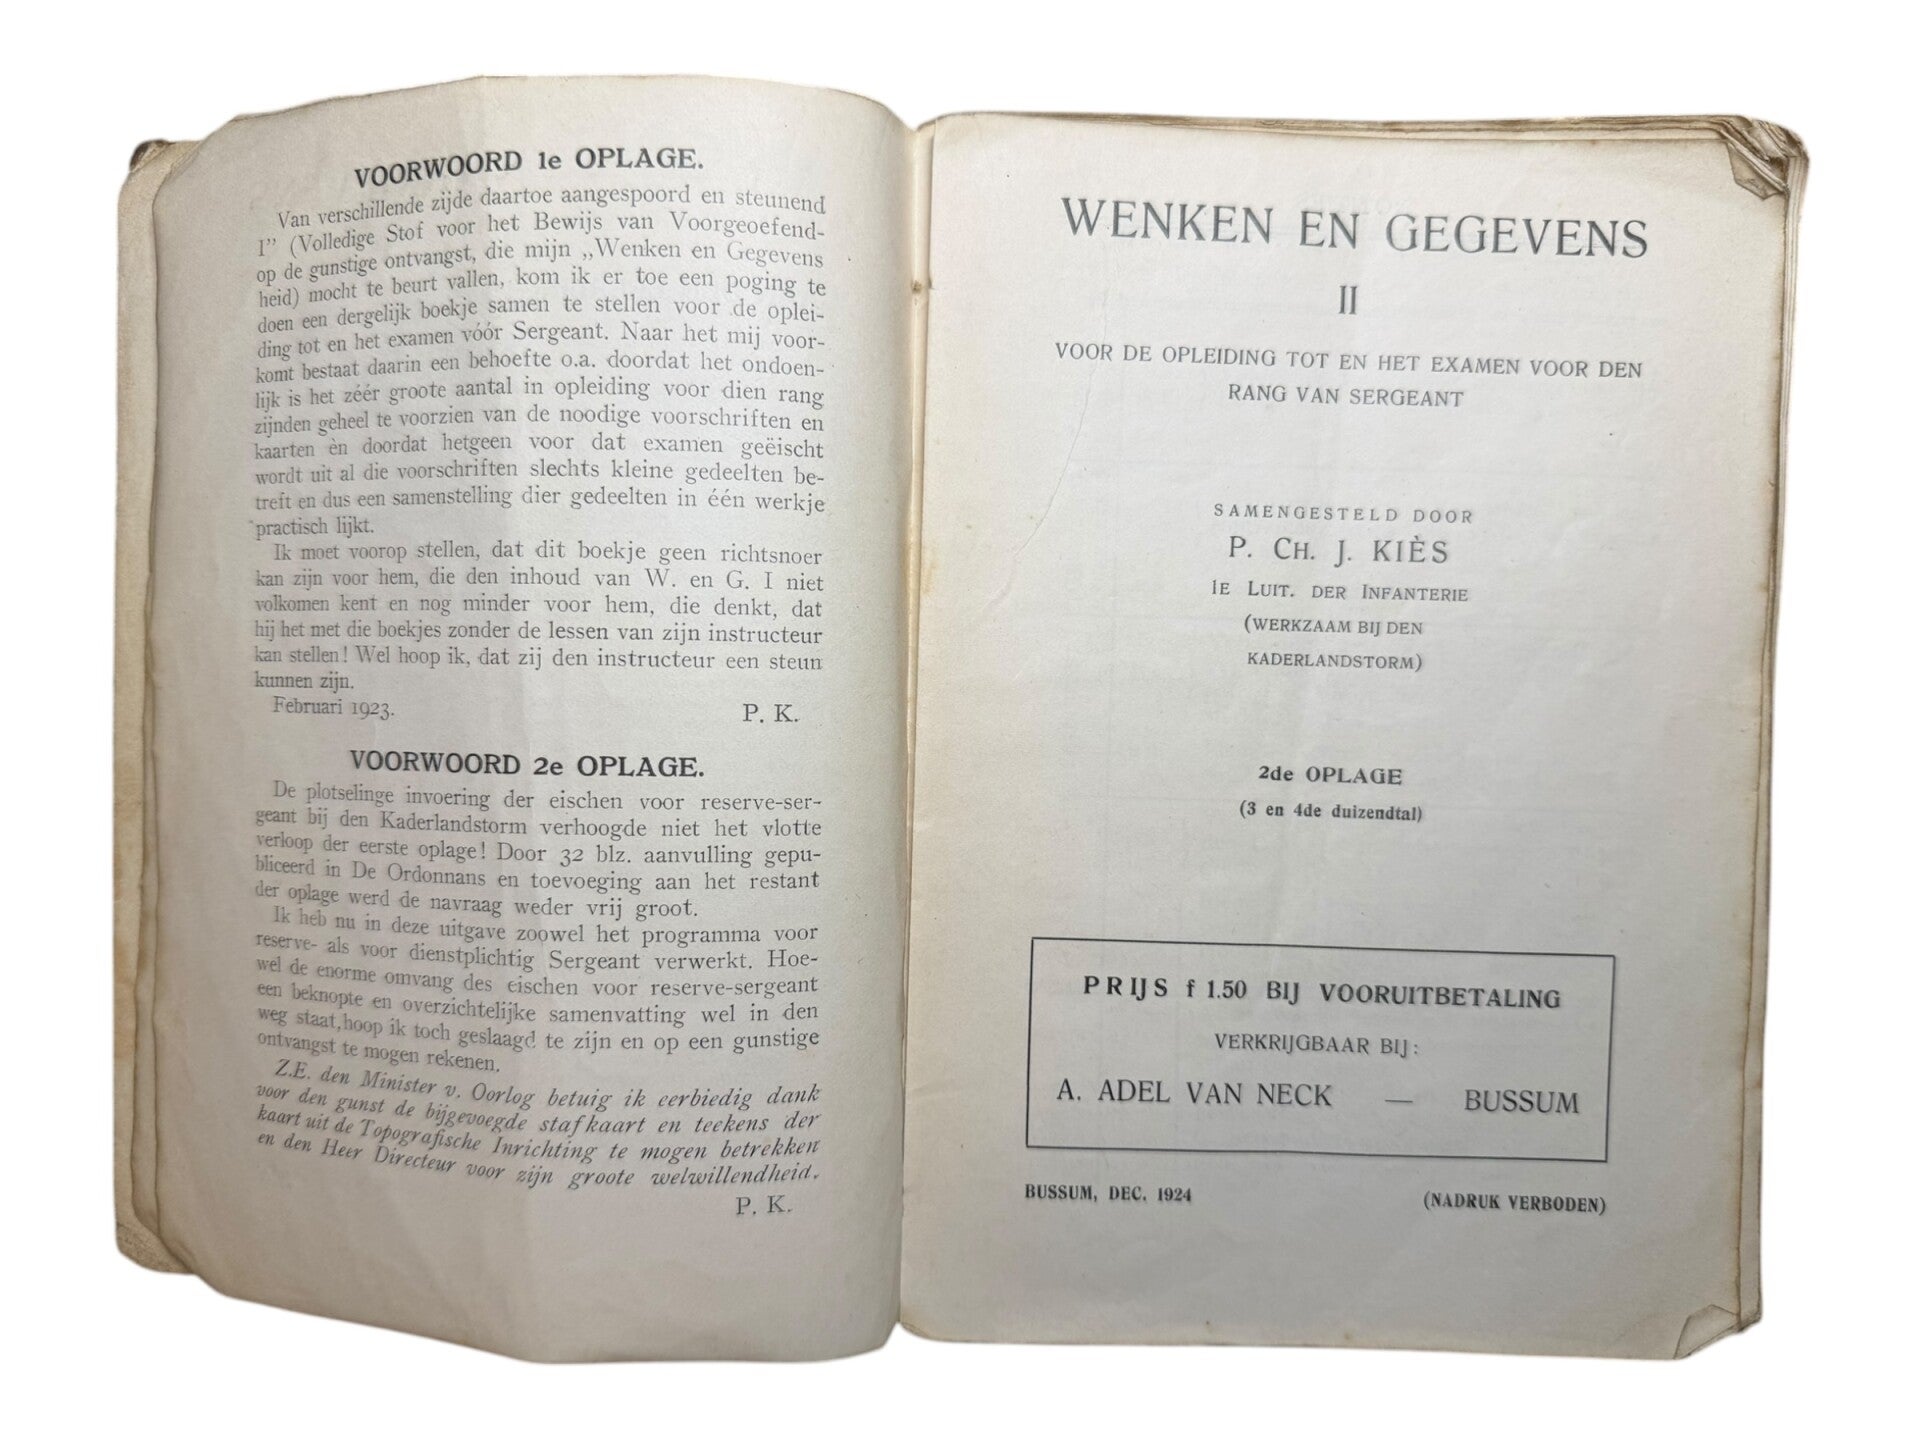 VOORWOORD 1e OPLAGE.
Van verschillende zijde daartoe aangespoord en steunend
op de gunstige ontvangst, die mijn „Wenken en Gegevens
I” (Volledige Stof voor het Bewijs van Voorgeoefend-
heid) mocht te beurt vallen, kom ik er toe een poging te
doen een dergelijk boekje samen te stellen voor de oplei-
ding tot en het examen vóór Sergeant. Naar het mij voor-
komt bestaat daarin een behoefte o.a. doordat het ondoen-
lijk is het zéér groote aantal in opleiding voor dien rang
zijnden geheel te voorzien van de noodige voorschriften en
kaarten èn doordat hetgeen voor dat examen geëischt
wordt uit al die voorschriften slechts kleine gedeelten be-
treft en dus een samenstelling dier gedeelten in één werkje
practisch lijkt.
Ik moet voorop stellen, dat dit boekje geen richtsnoer
kan zijn voor hem, die den inhoud van W. en G. I niet
volkomen kent en nog minder voor hem, die denkt, dat
hij het met die boekjes zonder de lessen van zijn instructeur
kan stellen! Wel hoop ik, dat zij den instructeur een steun
kunnen zijn.
Februari 1923. P. K.
VOORWOORD 2e OPLAGE.
De plotselinge invoering der eischen voor reserve-ser-
geant bij den Kaderlandstorm verhoogde niet het vlotte
verloop der eerste oplage! Door 32 blz. aanvulling gepu-
bliceerd in De Ordonnans en toevoeging aan het restant
der oplage werd de navraag weder vrij groot.
Ik heb nu in deze uitgave zoowel het programma voor
reserve- als voor dienstplichtig Sergeant verwerkt. Hoe-
wel de enorme omvang des eischen voor reserve-sergeant
een beknopte en overzichtelijke samenvatting wel in den
weg staat, hoop ik toch geslaagd te zijn en op een gunstige
ontvangst te mogen rekenen.
Z.E. den Minister v. Oorlog betuig ik eerbiedig dank
voor den gunst de bijgevoegde stafkaart en teekens der
kaart uit de Topografische Inrichting te mogen betrekken
en den Heer Directeur voor zijn groote welwillendheid.
P. K.
WENKEN EN GEGEVENS
II
VOOR DE OPLEIDING TOT EN HET EXAMEN VOOR DEN
RANG VAN SERGEANT
SAMENGESTELD DOOR
P. CH. J. KIÈS
1E LUIT. DER INFANTERIE
(WERKZAAM BIJ DEN
KADERLANDSTORM)
2de OPLAGE
(3 en 4de duizendtal)
PRIJS f 1.50 BIJ VOORUITBETALING
VERKRIJGBAAR BIJ:
A. ADEL VAN NECK — BUSSUM
BUSSUM, DEC. 1924 (NADRUK VERBODEN)